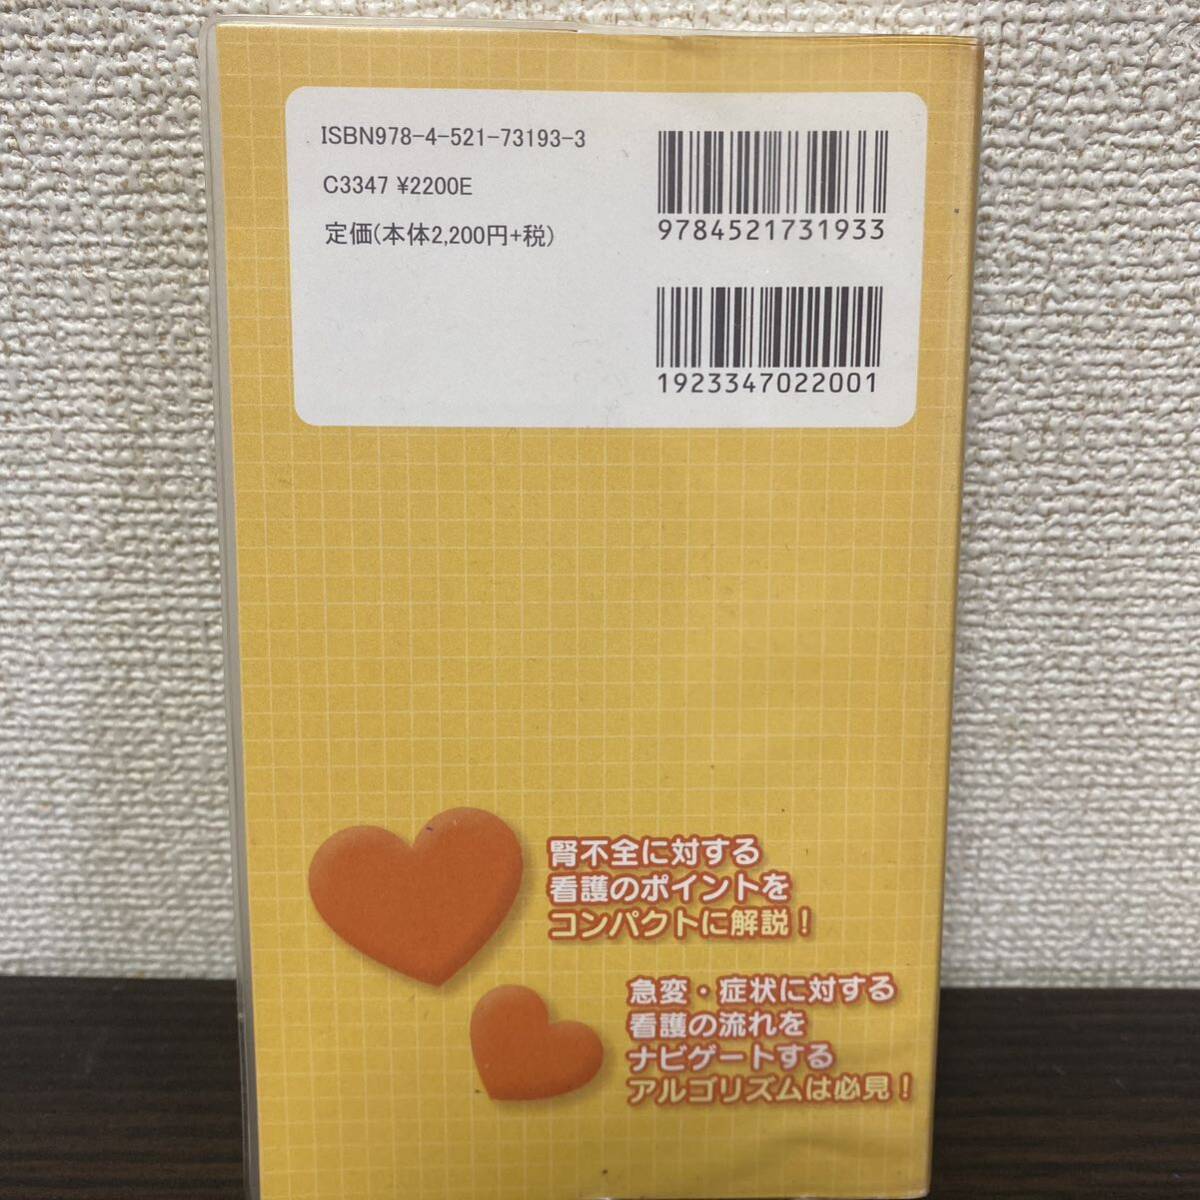 ISBN978-4-521-73193-3
C3347 ¥2200E
定価(本体2,200円+税)
9784521731933
1923347022001
腎不全に対する
看護のポイントを
コンパクトに解説！
急変・症状に対する
看護の流れを
ナビゲートする
アルゴリズムは必見！